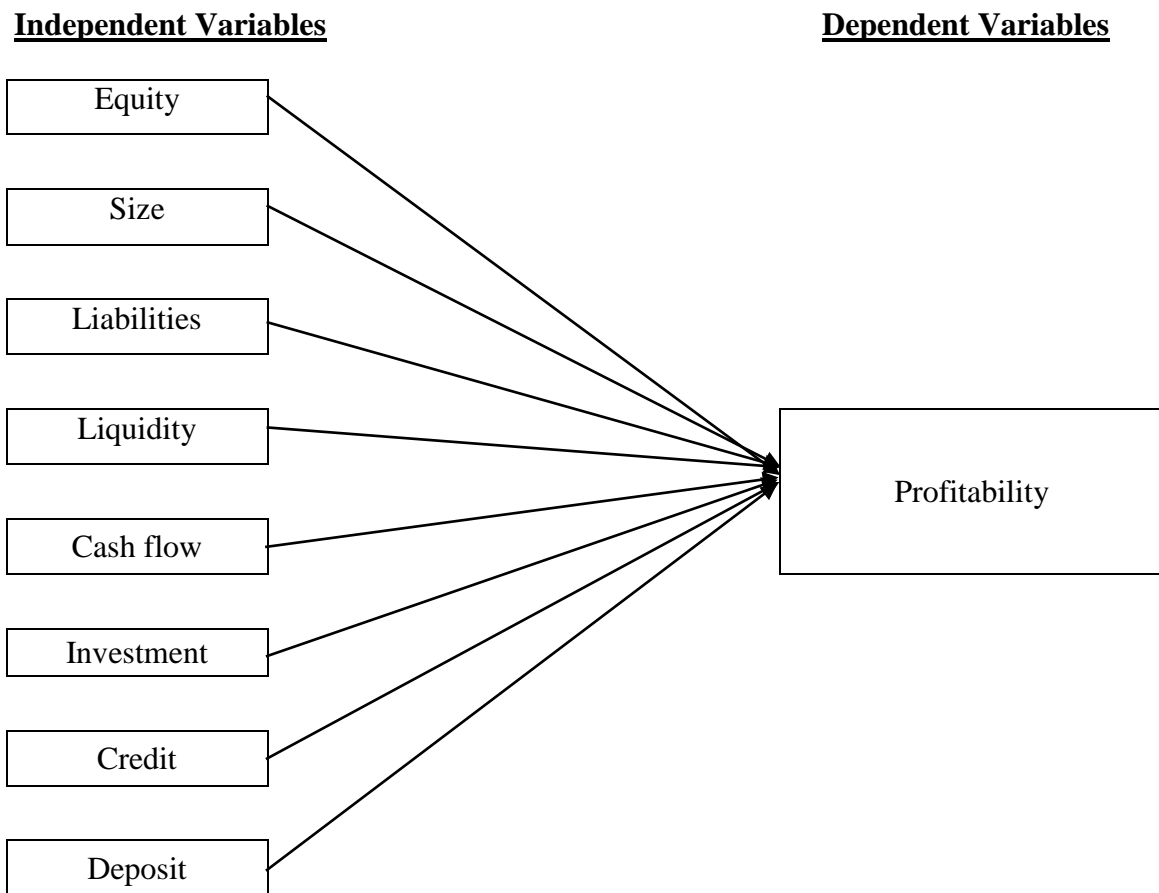 Independent Variables
Dependent Variables
Equity
Size
Liabilities
Liquidity
Cash flow
Investment
Credit
Deposit
Profitability